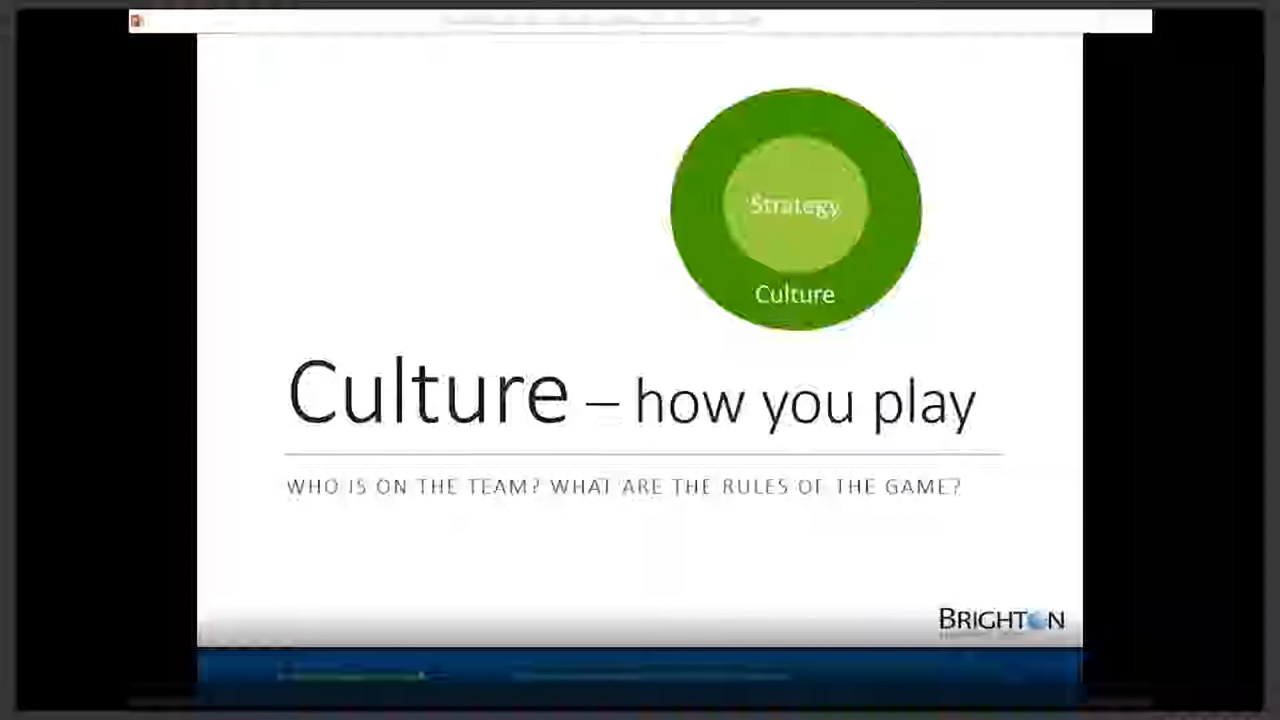 Strategy
Culture
Culture – how you play
WHO IS ON THE TEAM? WHAT ARE THE RULES OF THE GAME?
BRIGHTON